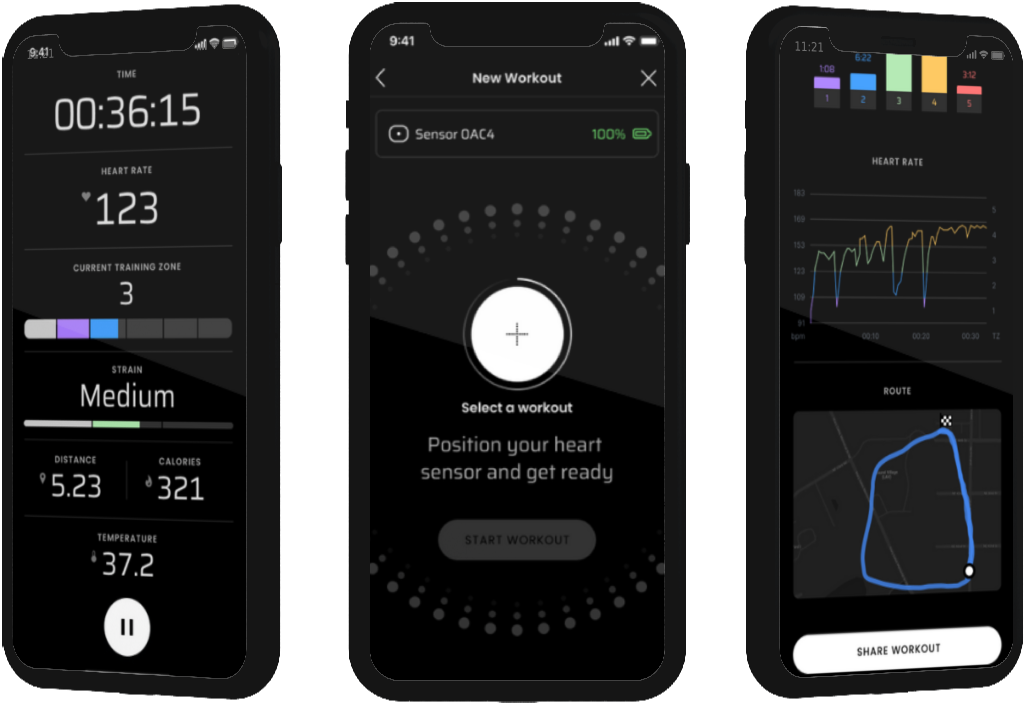 9:41
TIME
00:36:15
HEART RATE
123
CURRENT TRAINING ZONE
3
STRAIN
Medium
DISTANCE
5.23
CALORIES
321
TEMPERATURE
37.2
9:41
New Workout
Sensor 0AC4
100%
Select a workout
Position your heart
sensor and get ready
START WORKOUT
11:21
1:08
6:22
3:12
1 2 3 4 5
HEART RATE
193
169
153
123
109
91
5
4
3
2
1
bpm 00:10 00:20 00:30 TZ
ROUTE
SHARE WORKOUT